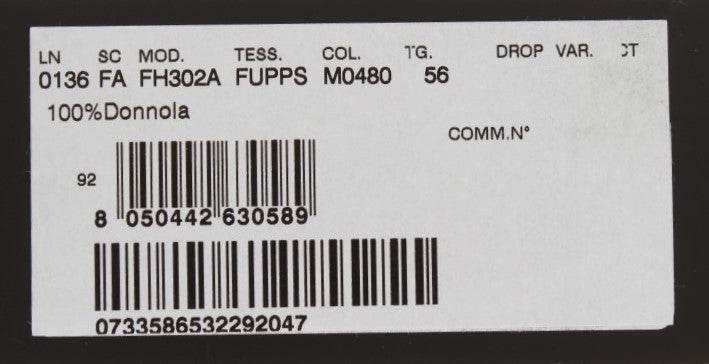 LN SC MOD. TESS. COL. TG. DROP VAR. CT
0136 FA FH302A FUPPS M0480 56
100%Donnola
COMM.N°
92
8 050442 630589
0733586532292047